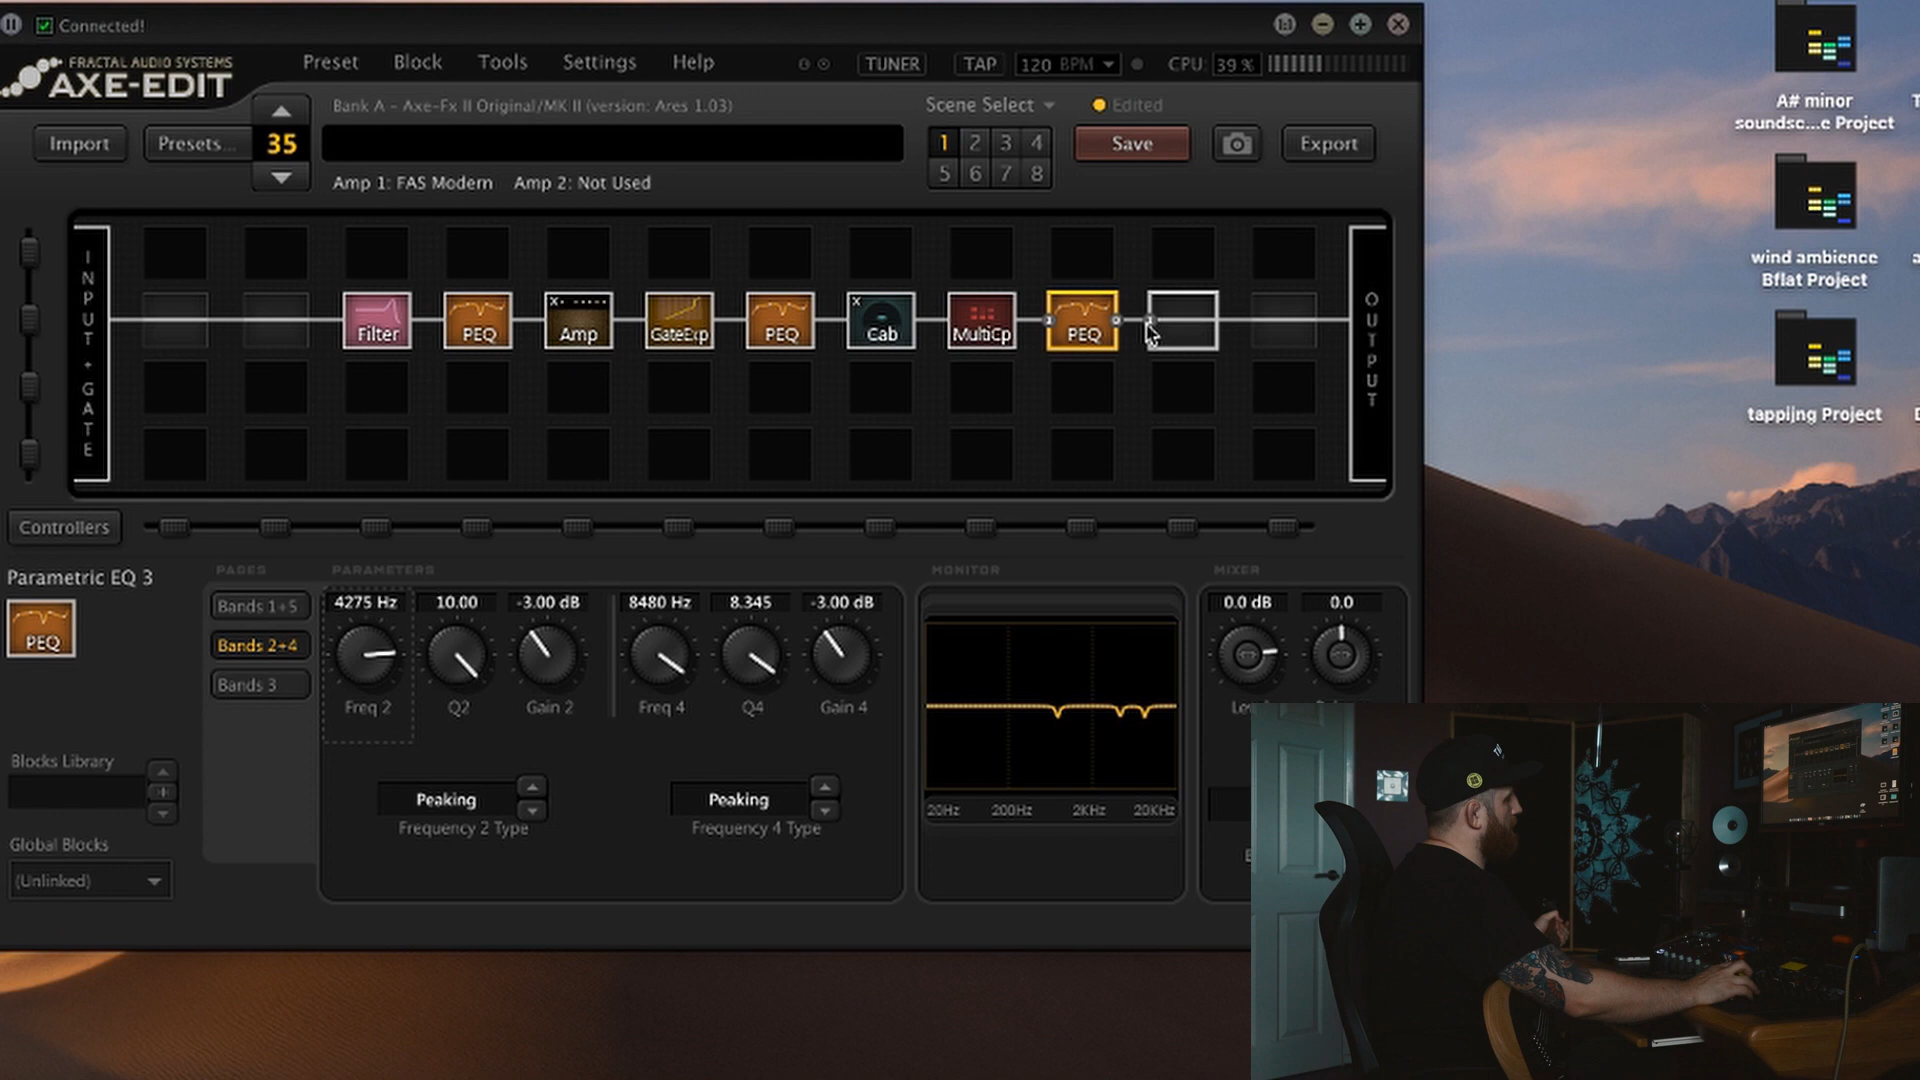 Connected!
FRACTAL AUDIO SYSTEMS
AXE-EDIT
Preset Block Tools Settings Help
TUNER TAP 120 BPM CPU: 39 %
Bank A - Axe-Fx II Original/MK II (version: Ares 1.03)
Scene Select Edited
Import Presets... 35
1 2 3 4
5 6 7 8
Save Export
Amp 1: FAS Modern Amp 2: Not Used
INPUT + GATE
Filter PEQ Amp GateExp PEQ Cab MultiCp PEQ
OUTPUT
Controllers
Parametric EQ 3
PEQ
PAGES PARAMETERS MONITOR MIXER
Bands 1+5
Bands 2+4
Bands 3
4275 Hz 10.00 -3.00 dB 8480 Hz 8.345 -3.00 dB
Freq 2 Q2 Gain 2 Freq 4 Q4 Gain 4
Peaking Peaking
Frequency 2 Type Frequency 4 Type
20Hz 200Hz 2KHz 20KHz
0.0 dB 0.0
Blocks Library
Global Blocks
(Unlinked)
A# minor
soundsc...e Project
wind ambience
Bflat Project
tappijng Project